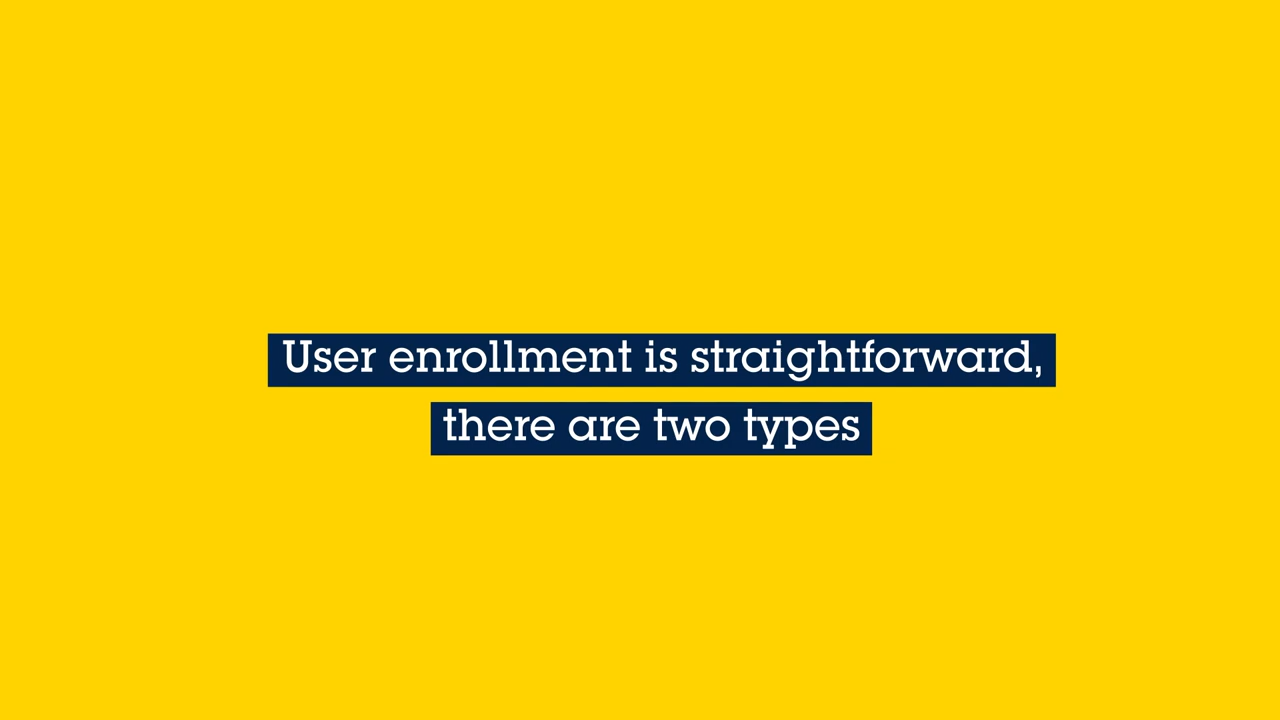 User enrollment is straightforward,
there are two types